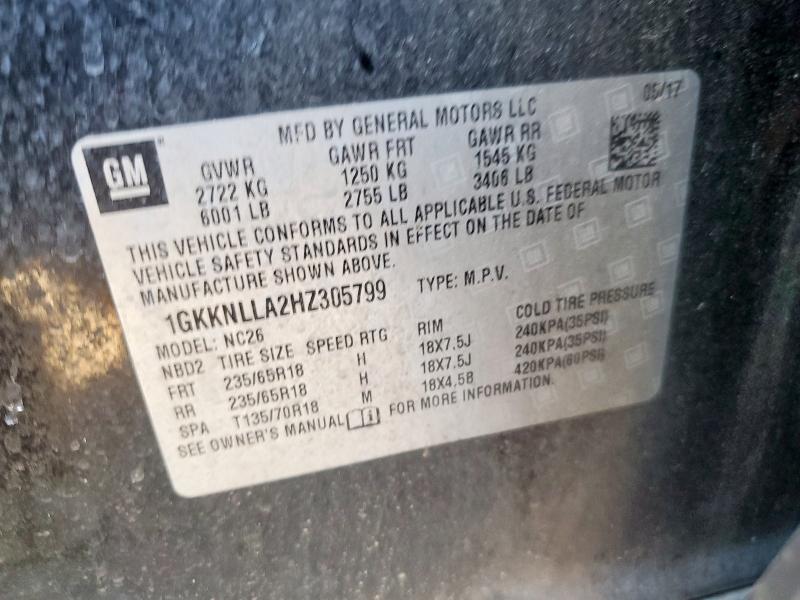 05/17
MFD BY GENERAL MOTORS LLC
GM
GVWR GAWR FRT GAWR RR
2722 KG 1250 KG 1545 KG
6001 LB 2755 LB 3406 LB
THIS VEHICLE CONFORMS TO ALL APPLICABLE U.S. FEDERAL MOTOR
VEHICLE SAFETY STANDARDS IN EFFECT ON THE DATE OF
MANUFACTURE SHOWN ABOVE.
1GKKNLLA2HZ305799 TYPE: M.P.V.
MODEL: NC26
NBD2 TIRE SIZE SPEED RTG RIM COLD TIRE PRESSURE
FRT 235/65R18 H 18X7.5J 240KPA(35PSI)
RR 235/65R18 H 18X7.5J 240KPA(35PSI)
SPA T135/70R18 M 18X4.5B 420KPA(60PSI)
SEE OWNER'S MANUAL FOR MORE INFORMATION.